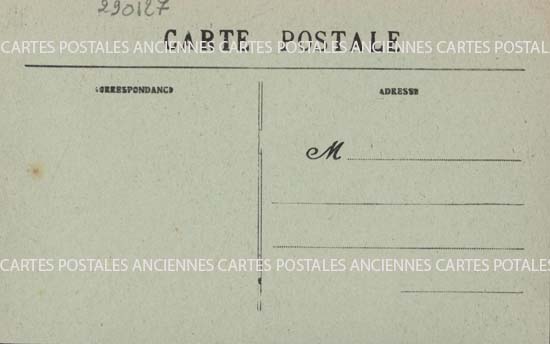 290127
CARTE POSTALE
CARTES POSTALES ANCIENNES CARTES POSTALES ANCIENNES CARTES POTALES
CORRESPONDANCE
ADRESSE
M
CARTES POSTALES ANCIENNES CARTES POSTALES ANCIENNES CARTES POTALES